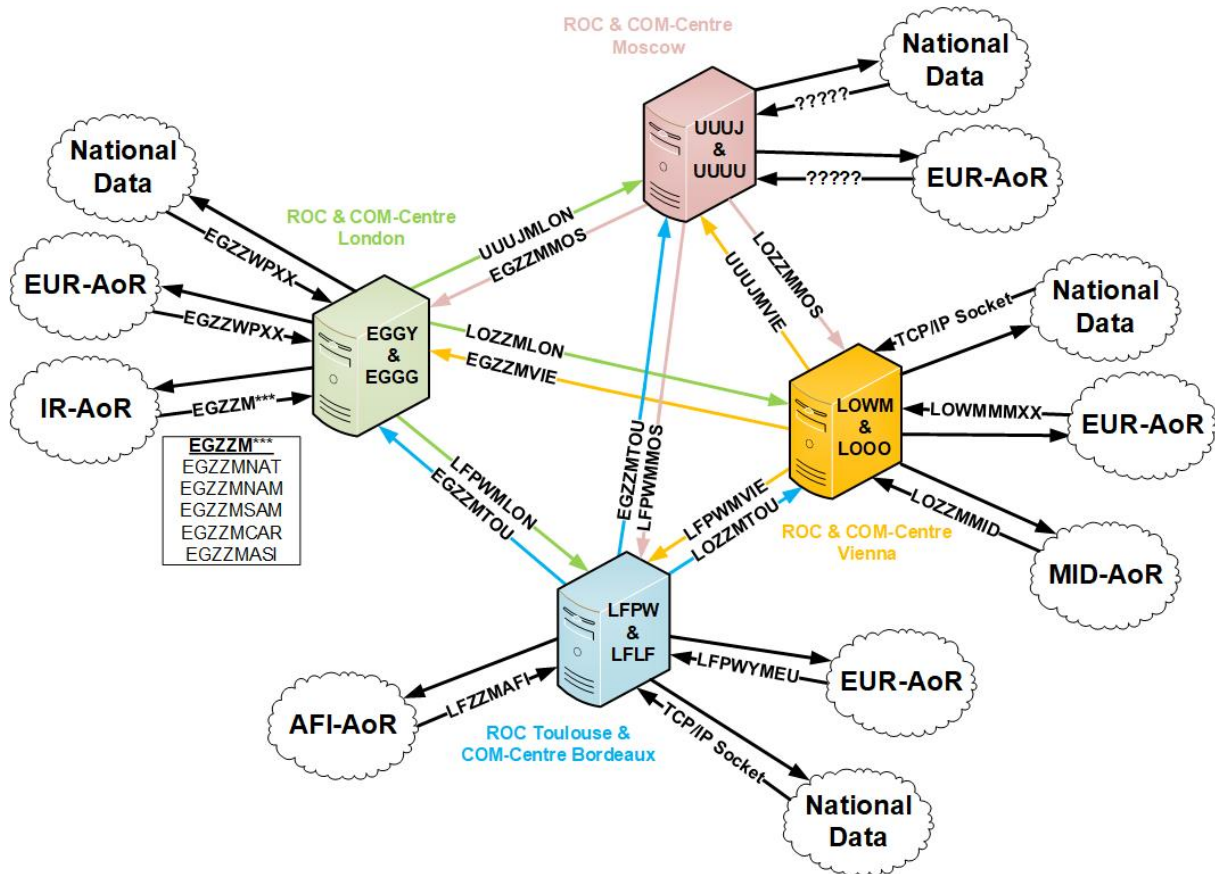 ROC & COM-Centre
Moscow
National
Data
?????
UUUJ
&
UUUU
EUR-AoR
?????
National
Data
ROC & COM-Centre
London
EGZZWPXX
UUUJMLON
EGZZMMOS
LOZZMMOS
UUUJMVIE
EUR-AoR
EGZZWPXX
National
Data
TCP/IP Socket
EGGY
&
EGGG
LOZZMLON
EGZZMVIE
IR-AoR
EGZZM***
LOWM
&
LOOO
LOWMMMXX
EUR-AoR
EGZZM***
EGZZMNAT
EGZZMNAM
EGZZMSAM
EGZZMCAR
EGZZMASI
LFPWMLON
EGZZMTOU
EGZZMTOU
LFPWMMOS
LFPWMVIE
LOZZMTOU
LOZZMMID
ROC & COM-Centre
Vienna
MID-AoR
LFPW
&
LFLF
LFPWYMEU
EUR-AoR
AFI-AoR
LFZZMAFI
ROC Toulouse &
COM-Centre Bordeaux
TCP/IP Socket
National
Data